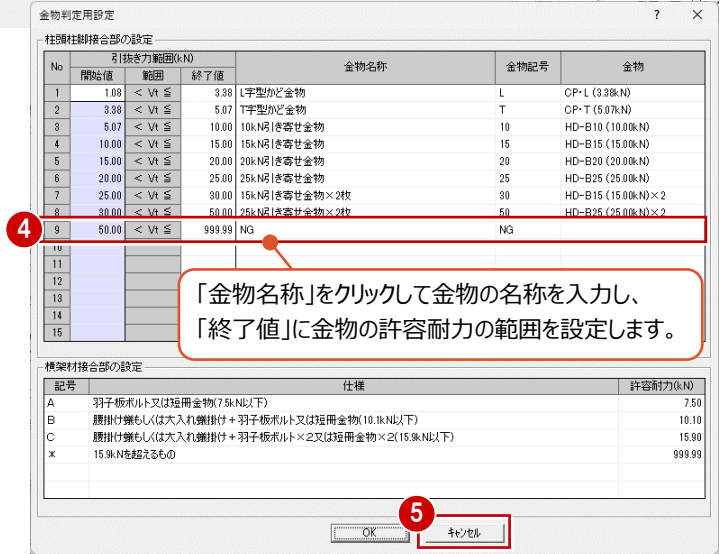 金物判定用設定 ? ×
柱頭柱脚接合部の設定
No 引抜き力範囲(kN) 金物名称 金物記号 金物
開始値 範囲 終了値
1 1.08 < Vt ≦ 3.38 L字型かど金物 L CP・L (3.38kN)
2 3.38 < Vt ≦ 5.07 T字型かど金物 T CP・T (5.07kN)
3 5.07 < Vt ≦ 10.00 10kN引き寄せ金物 10 HD-B10 (10.00kN)
4 10.00 < Vt ≦ 15.00 15kN引き寄せ金物 15 HD-B15 (15.00kN)
5 15.00 < Vt ≦ 20.00 20kN引き寄せ金物 20 HD-B20 (20.00kN)
6 20.00 < Vt ≦ 25.00 25kN引き寄せ金物 25 HD-B25 (25.00kN)
7 25.00 < Vt ≦ 30.00 15kN引き寄せ金物×2枚 30 HD-B15 (15.00kN)×2
8 30.00 < Vt ≦ 50.00 25kN引き寄せ金物×2枚 50 HD-B25 (25.00kN)×2
4
9 50.00 < Vt ≦ 999.99 NG NG
10
11
12
13
14
15
「金物名称」をクリックして金物の名称を入力し、
「終了値」に金物の許容耐力の範囲を設定します。
横架材接合部の設定
記号 仕様 許容耐力(kN)
A 羽子板ボルト又は短冊金物(7.5kN以下) 7.50
B 腰掛け蟻もしくは大入れ蟻掛け+羽子板ボルト又は短冊金物(10.1kN以下) 10.10
C 腰掛け蟻もしくは大入れ蟻掛け+羽子板ボルト×2又は短冊金物×2(15.9kN以下) 15.90
* 15.9kNを超えるもの 999.99
5
OK キャンセル